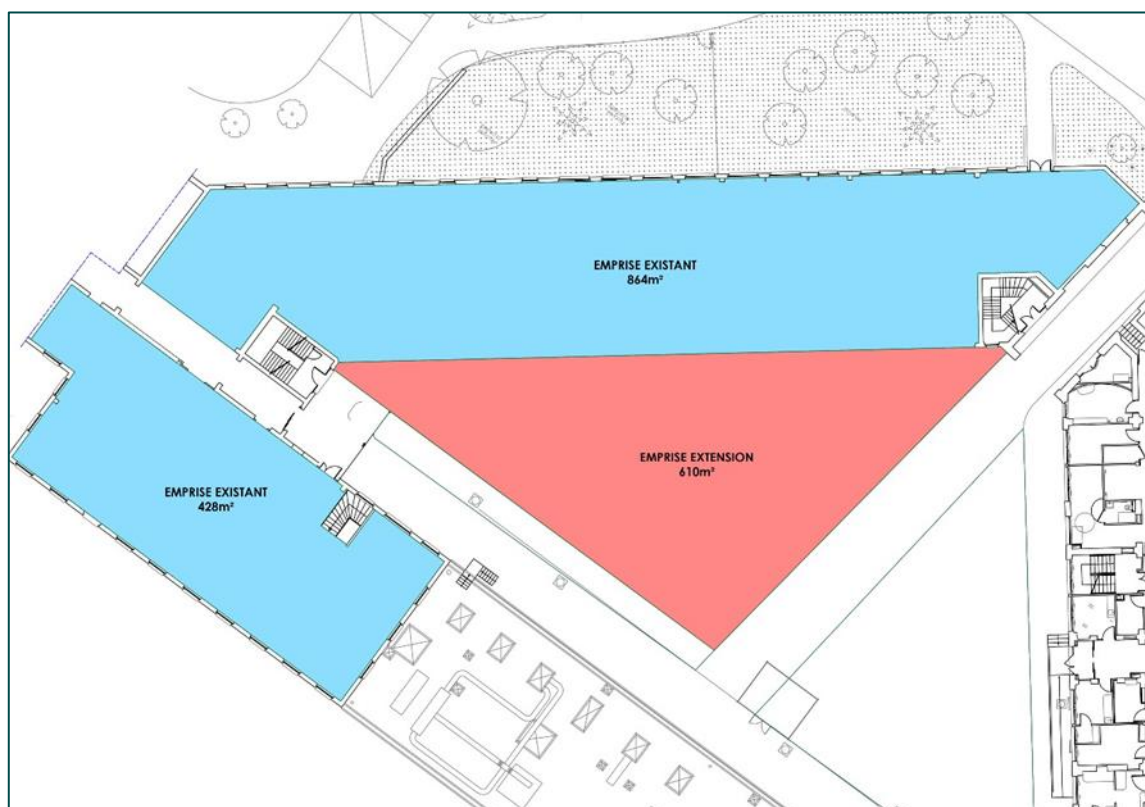 EMPRISE EXISTANT
864m²
EMPRISE EXTENSION
610m²
EMPRISE EXISTANT
428m²